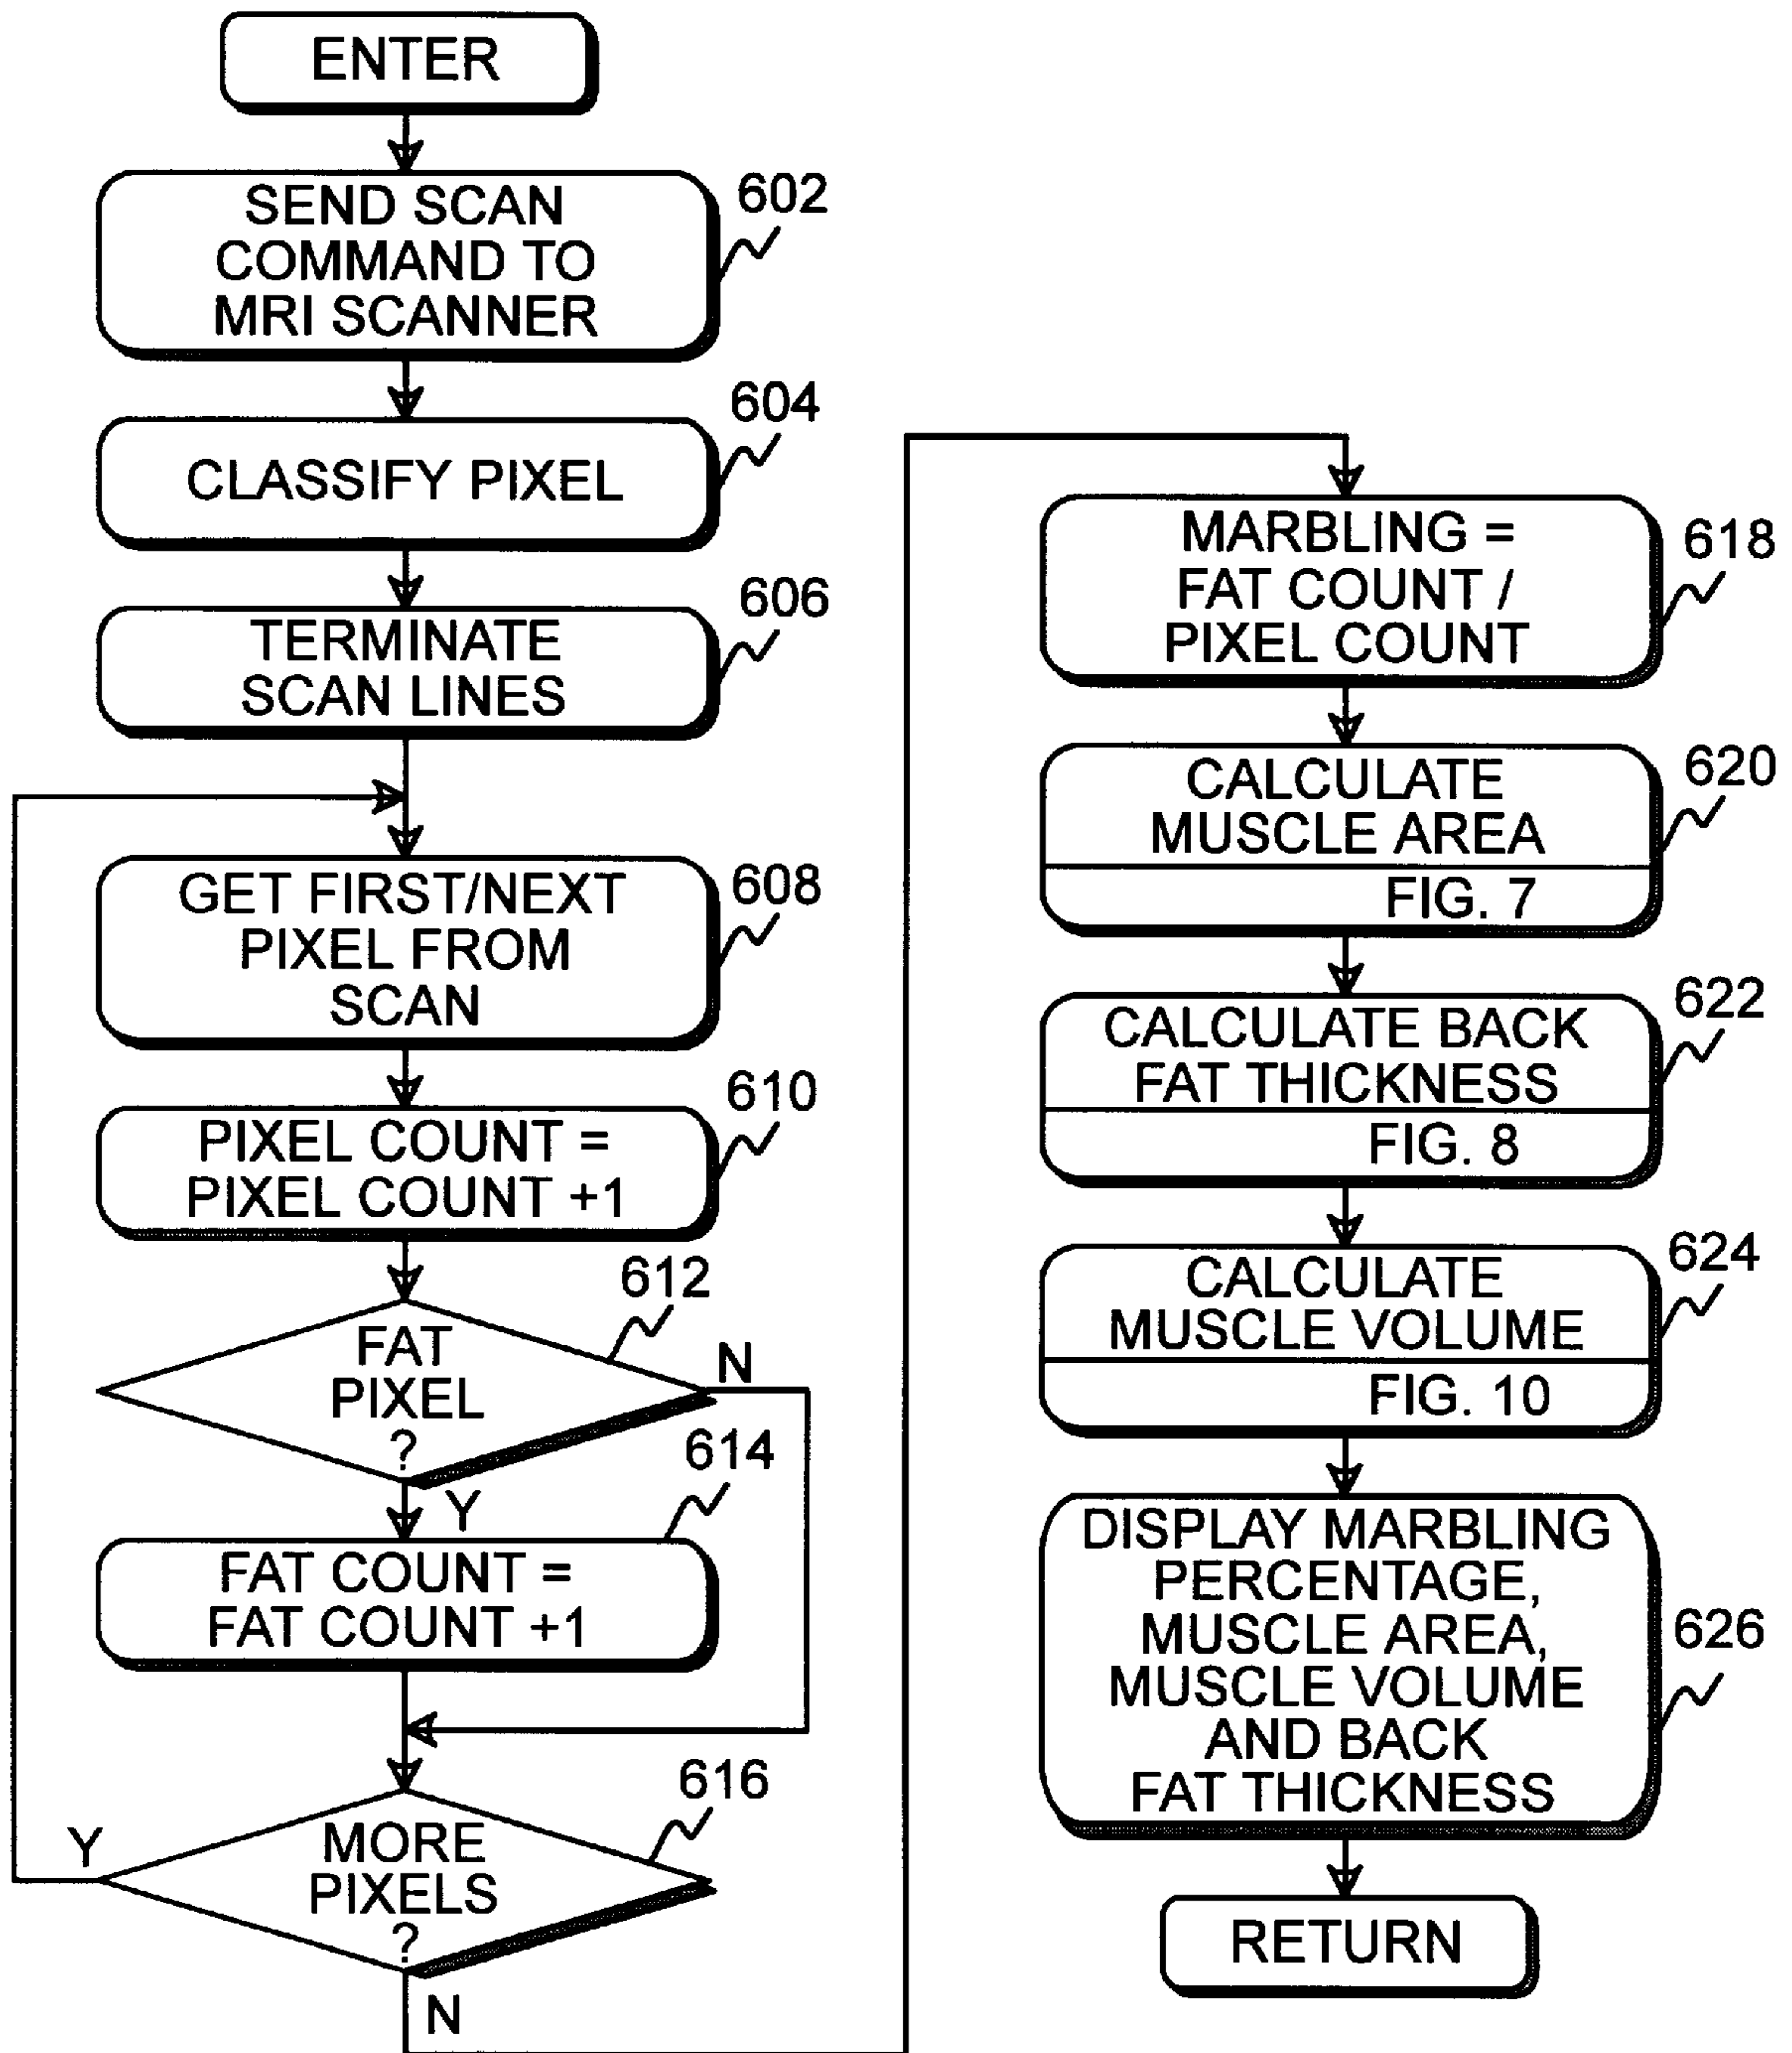 ENTER
SEND SCAN
COMMAND TO
MRI SCANNER
602
CLASSIFY PIXEL
604
TERMINATE
SCAN LINES
606
GET FIRST/NEXT
PIXEL FROM
SCAN
608
PIXEL COUNT =
PIXEL COUNT +1
610
FAT
PIXEL
?
612
N
Y
FAT COUNT =
FAT COUNT +1
614
MORE
PIXELS
?
616
Y
N
MARBLING =
FAT COUNT /
PIXEL COUNT
618
CALCULATE
MUSCLE AREA
FIG. 7
620
CALCULATE BACK
FAT THICKNESS
FIG. 8
622
CALCULATE
MUSCLE VOLUME
FIG. 10
624
DISPLAY MARBLING
PERCENTAGE,
MUSCLE AREA,
MUSCLE VOLUME
AND BACK
FAT THICKNESS
626
RETURN